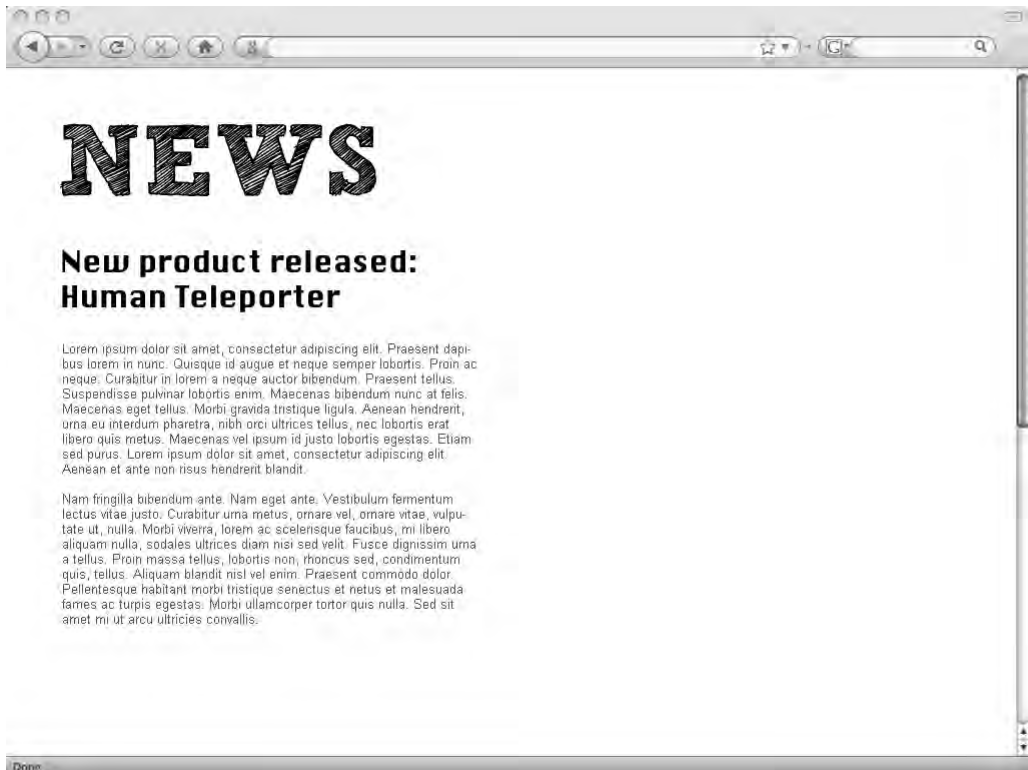 NEWS
New product released:
Human Teleporter
Lorem ipsum dolor sit amet, consectetur adipiscing elit. Praesent dapi-
bus lorem in nunc. Quisque id augue et neque semper lobortis. Proin ac
neque. Curabitur in lorem a neque auctor bibendum. Praesent tellus.
Suspendisse pulvinar lobortis enim. Maecenas bibendum nunc at felis.
Maecenas eget tellus. Morbi gravida tristique ligula. Aenean hendrerit,
urna eu interdum pharetra, nibh orci ultrices tellus, nec lobortis erat
libero quis metus. Maecenas vel ipsum id justo lobortis egestas. Etiam
sed purus. Lorem ipsum dolor sit amet, consectetur adipiscing elit.
Aenean et ante non risus hendrerit blandit.
Nam fringilla bibendum ante. Nam eget ante. Vestibulum fermentum
lectus vitae justo. Curabitur urna metus, ornare vel, ornare vitae, vulpu-
tate ut, nulla. Morbi viverra, lorem ac scelerisque faucibus, mi libero
aliquam nulla, sodales ultrices diam nisi sed velit. Fusce dignissim urna
a tellus. Proin massa tellus, lobortis non, rhoncus sed, condimentum
quis, tellus. Aliquam blandit nisl vel enim. Praesent commodo dolor.
Pellentesque habitant morbi tristique senectus et netus et malesuada
fames ac turpis egestas. Morbi ullamcorper tortor quis nulla. Sed sit
amet mi ut arcu ultricies convallis.
Done